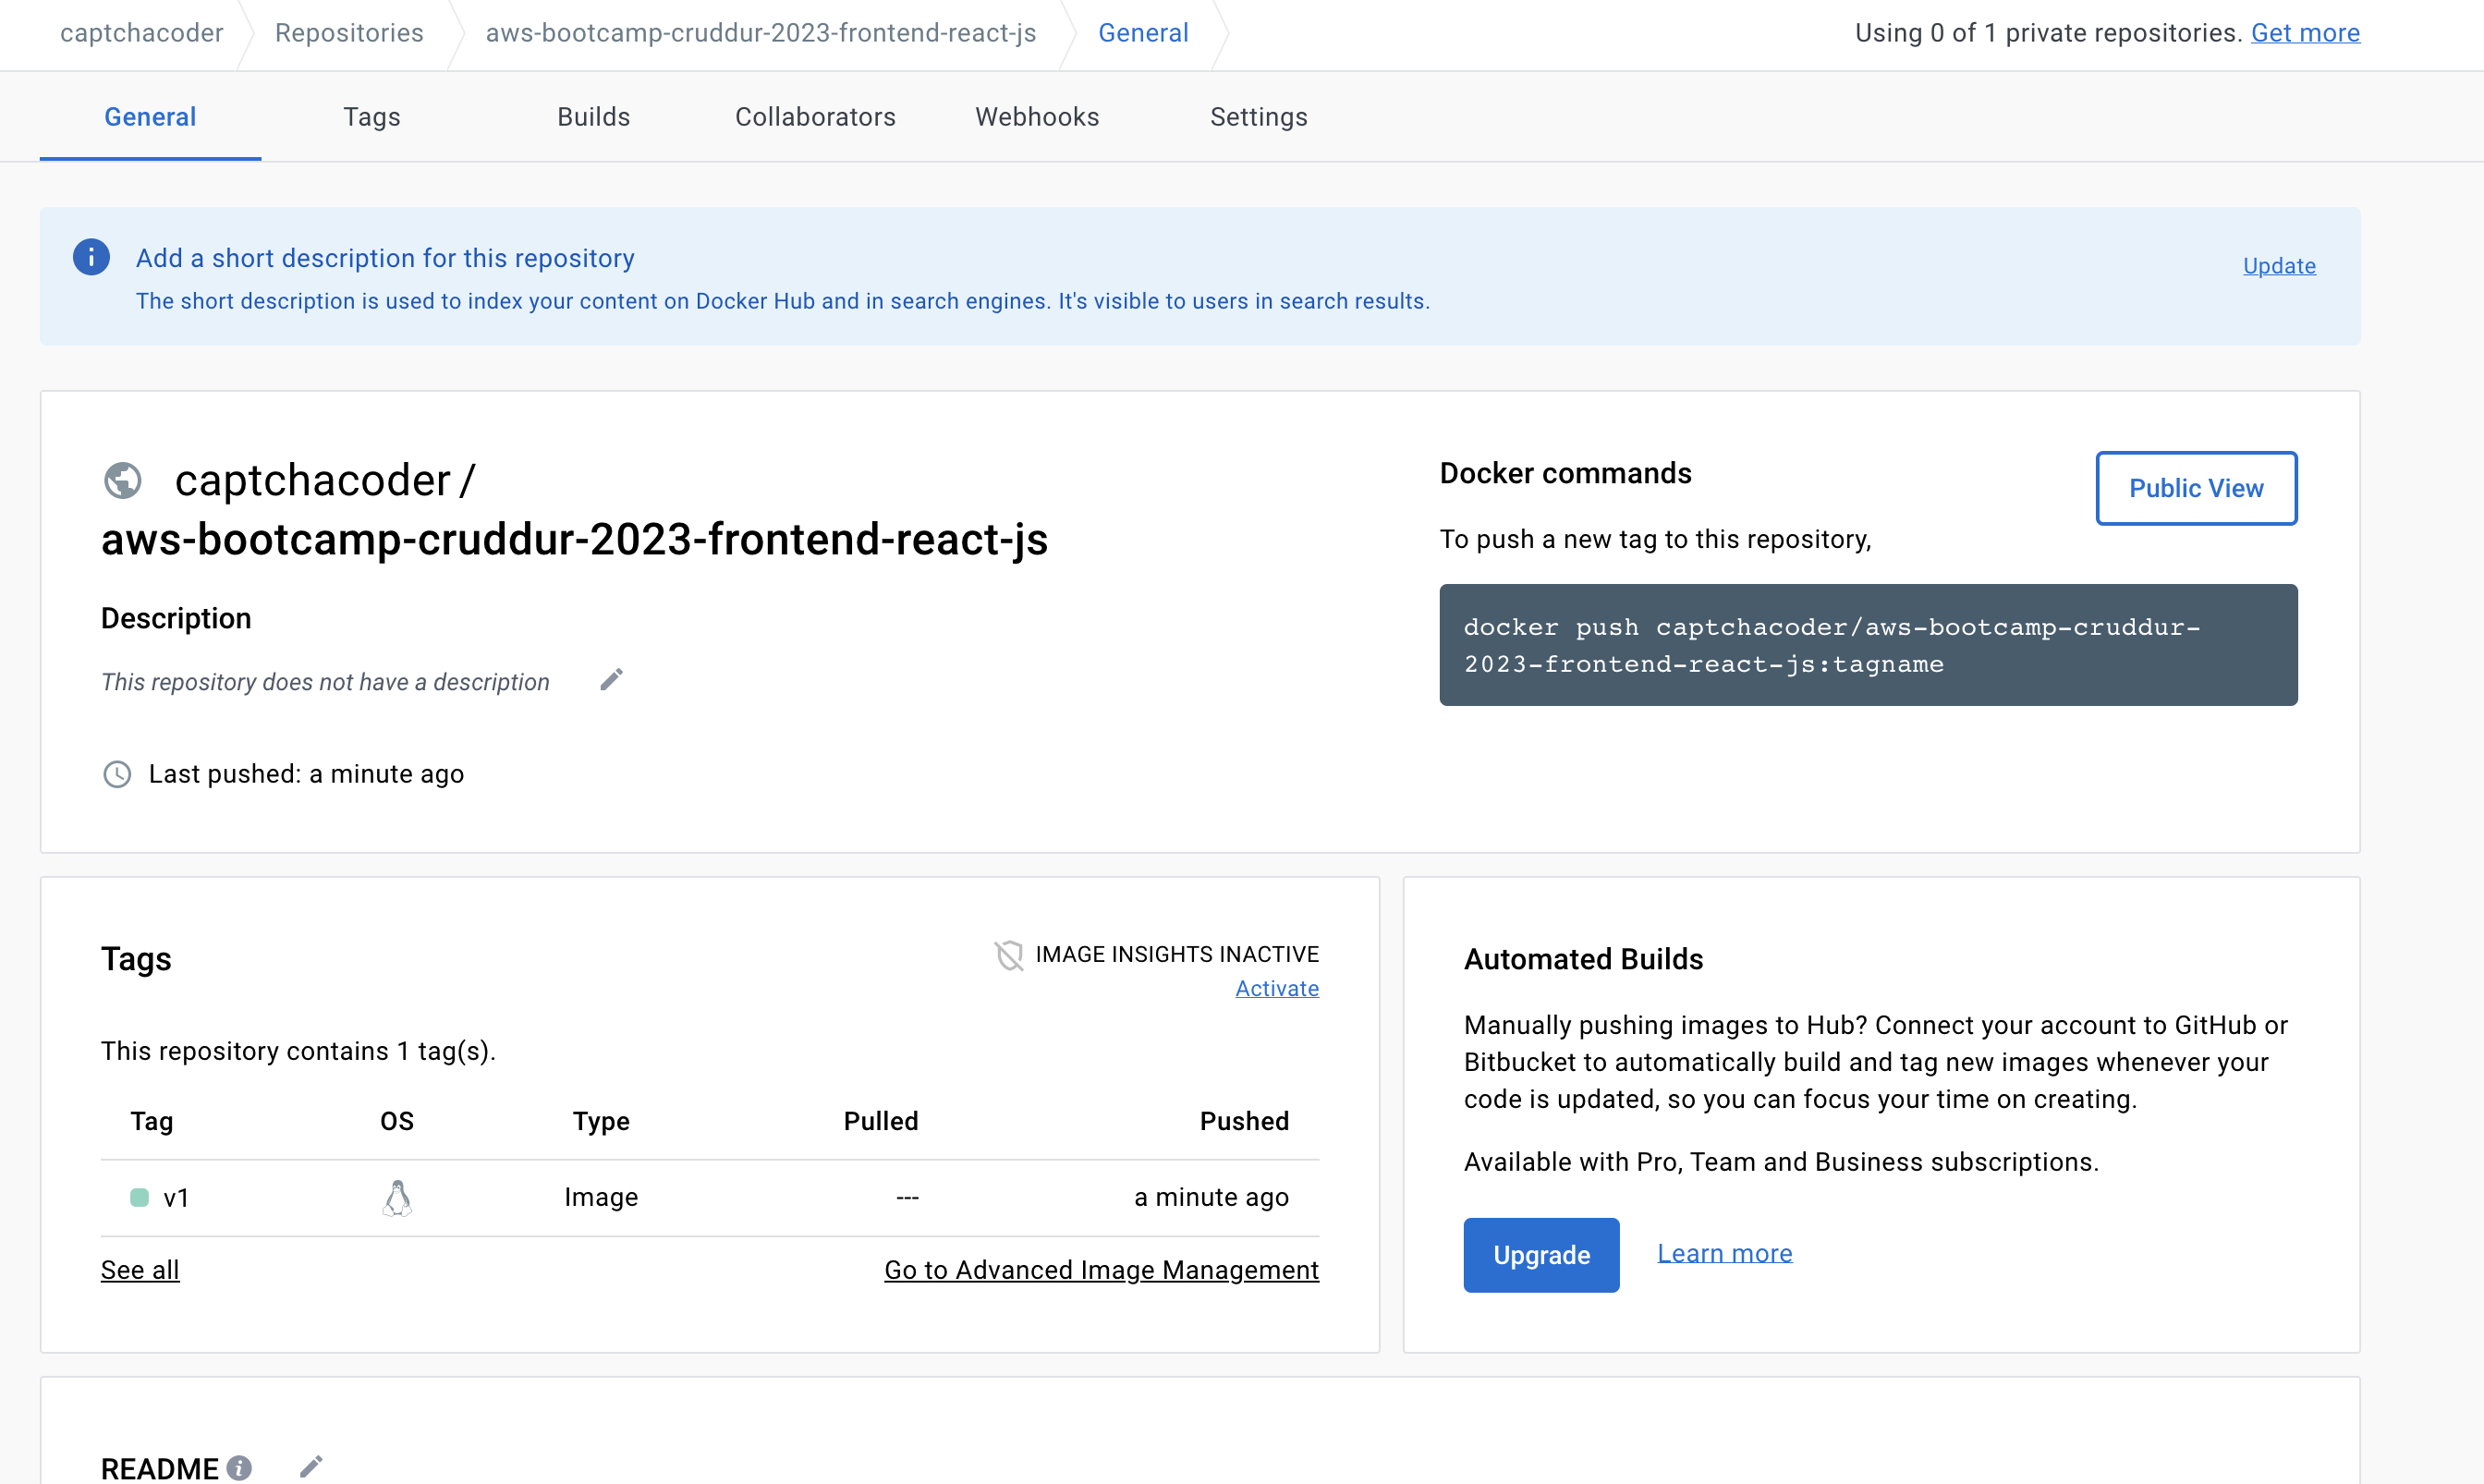 captchacoder Repositories aws-bootcamp-cruddur-2023-frontend-react-js General Using 0 of 1 private repositories. Get more
General Tags Builds Collaborators Webhooks Settings
Add a short description for this repository
The short description is used to index your content on Docker Hub and in search engines. It's visible to users in search results.
Update
captchacoder /
aws-bootcamp-cruddur-2023-frontend-react-js
Description
This repository does not have a description
Last pushed: a minute ago
Docker commands
Public View
To push a new tag to this repository,
docker push captchacoder/aws-bootcamp-cruddur-
2023-frontend-react-js:tagname
Tags
IMAGE INSIGHTS INACTIVE
Activate
This repository contains 1 tag(s).
Tag OS Type Pulled Pushed
v1 Image --- a minute ago
See all Go to Advanced Image Management
Automated Builds
Manually pushing images to Hub? Connect your account to GitHub or
Bitbucket to automatically build and tag new images whenever your
code is updated, so you can focus your time on creating.
Available with Pro, Team and Business subscriptions.
Upgrade Learn more
README